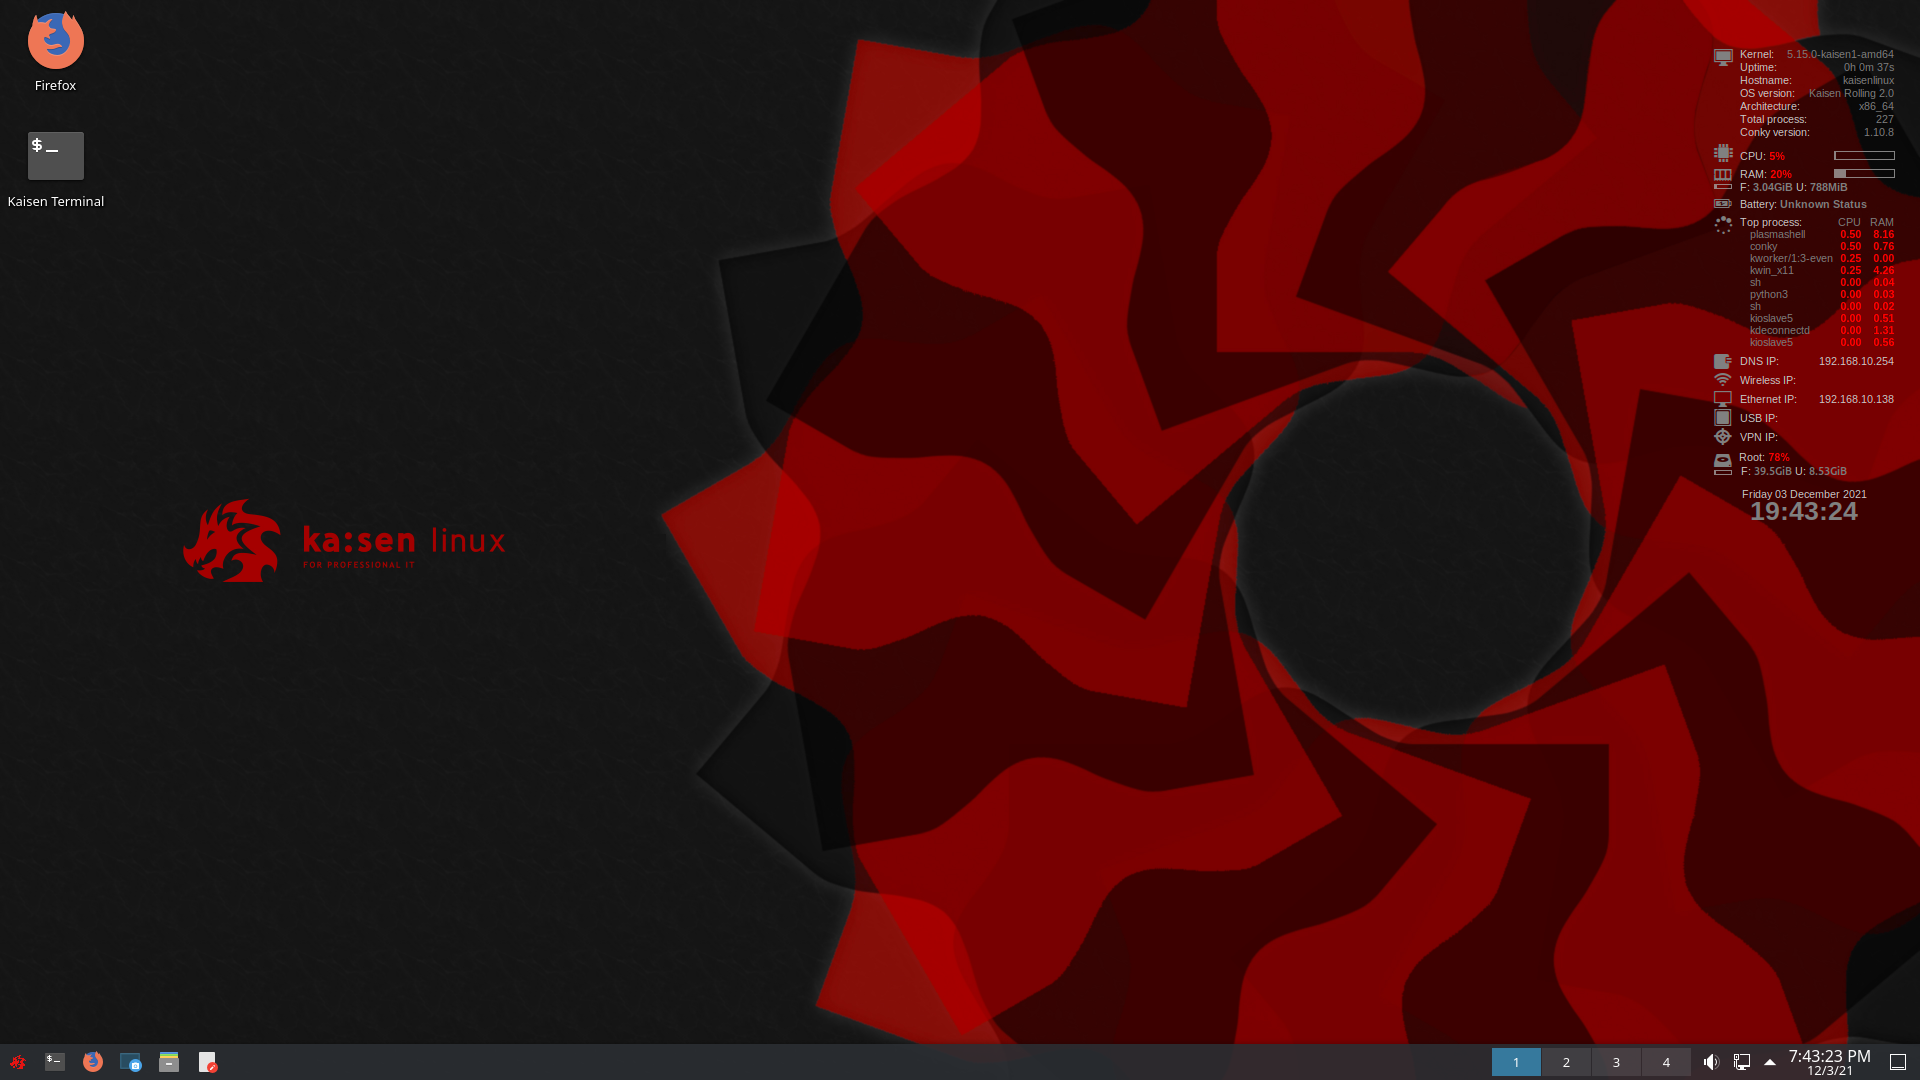 Firefox
$_
Kaisen Terminal
ka:sen linux
FOR PROFESSIONAL IT
Kernel: 5.15.0-kaisen1-amd64
Uptime: 0h 0m 37s
Hostname: kaisenlinux
OS version: Kaisen Rolling 2.0
Architecture: x86_64
Total process: 227
Conky version: 1.10.8
CPU: 5%
RAM: 20%
F: 3.04GiB U: 788MiB
Battery: Unknown Status
Top process: CPU RAM
plasmashell 0.50 8.16
conky 0.50 0.76
kworker/1:3-even 0.25 0.00
kwin_x11 0.25 4.26
sh 0.00 0.04
python3 0.00 0.03
sh 0.00 0.02
kioslave5 0.00 0.51
kdeconnectd 0.00 1.31
kioslave5 0.00 0.56
DNS IP: 192.168.10.254
Wireless IP:
Ethernet IP: 192.168.10.138
USB IP:
VPN IP:
Root: 78%
F: 39.5GiB U: 8.53GiB
Friday 03 December 2021
19:43:24
$_
1 2 3 4
7:43:23 PM
12/3/21